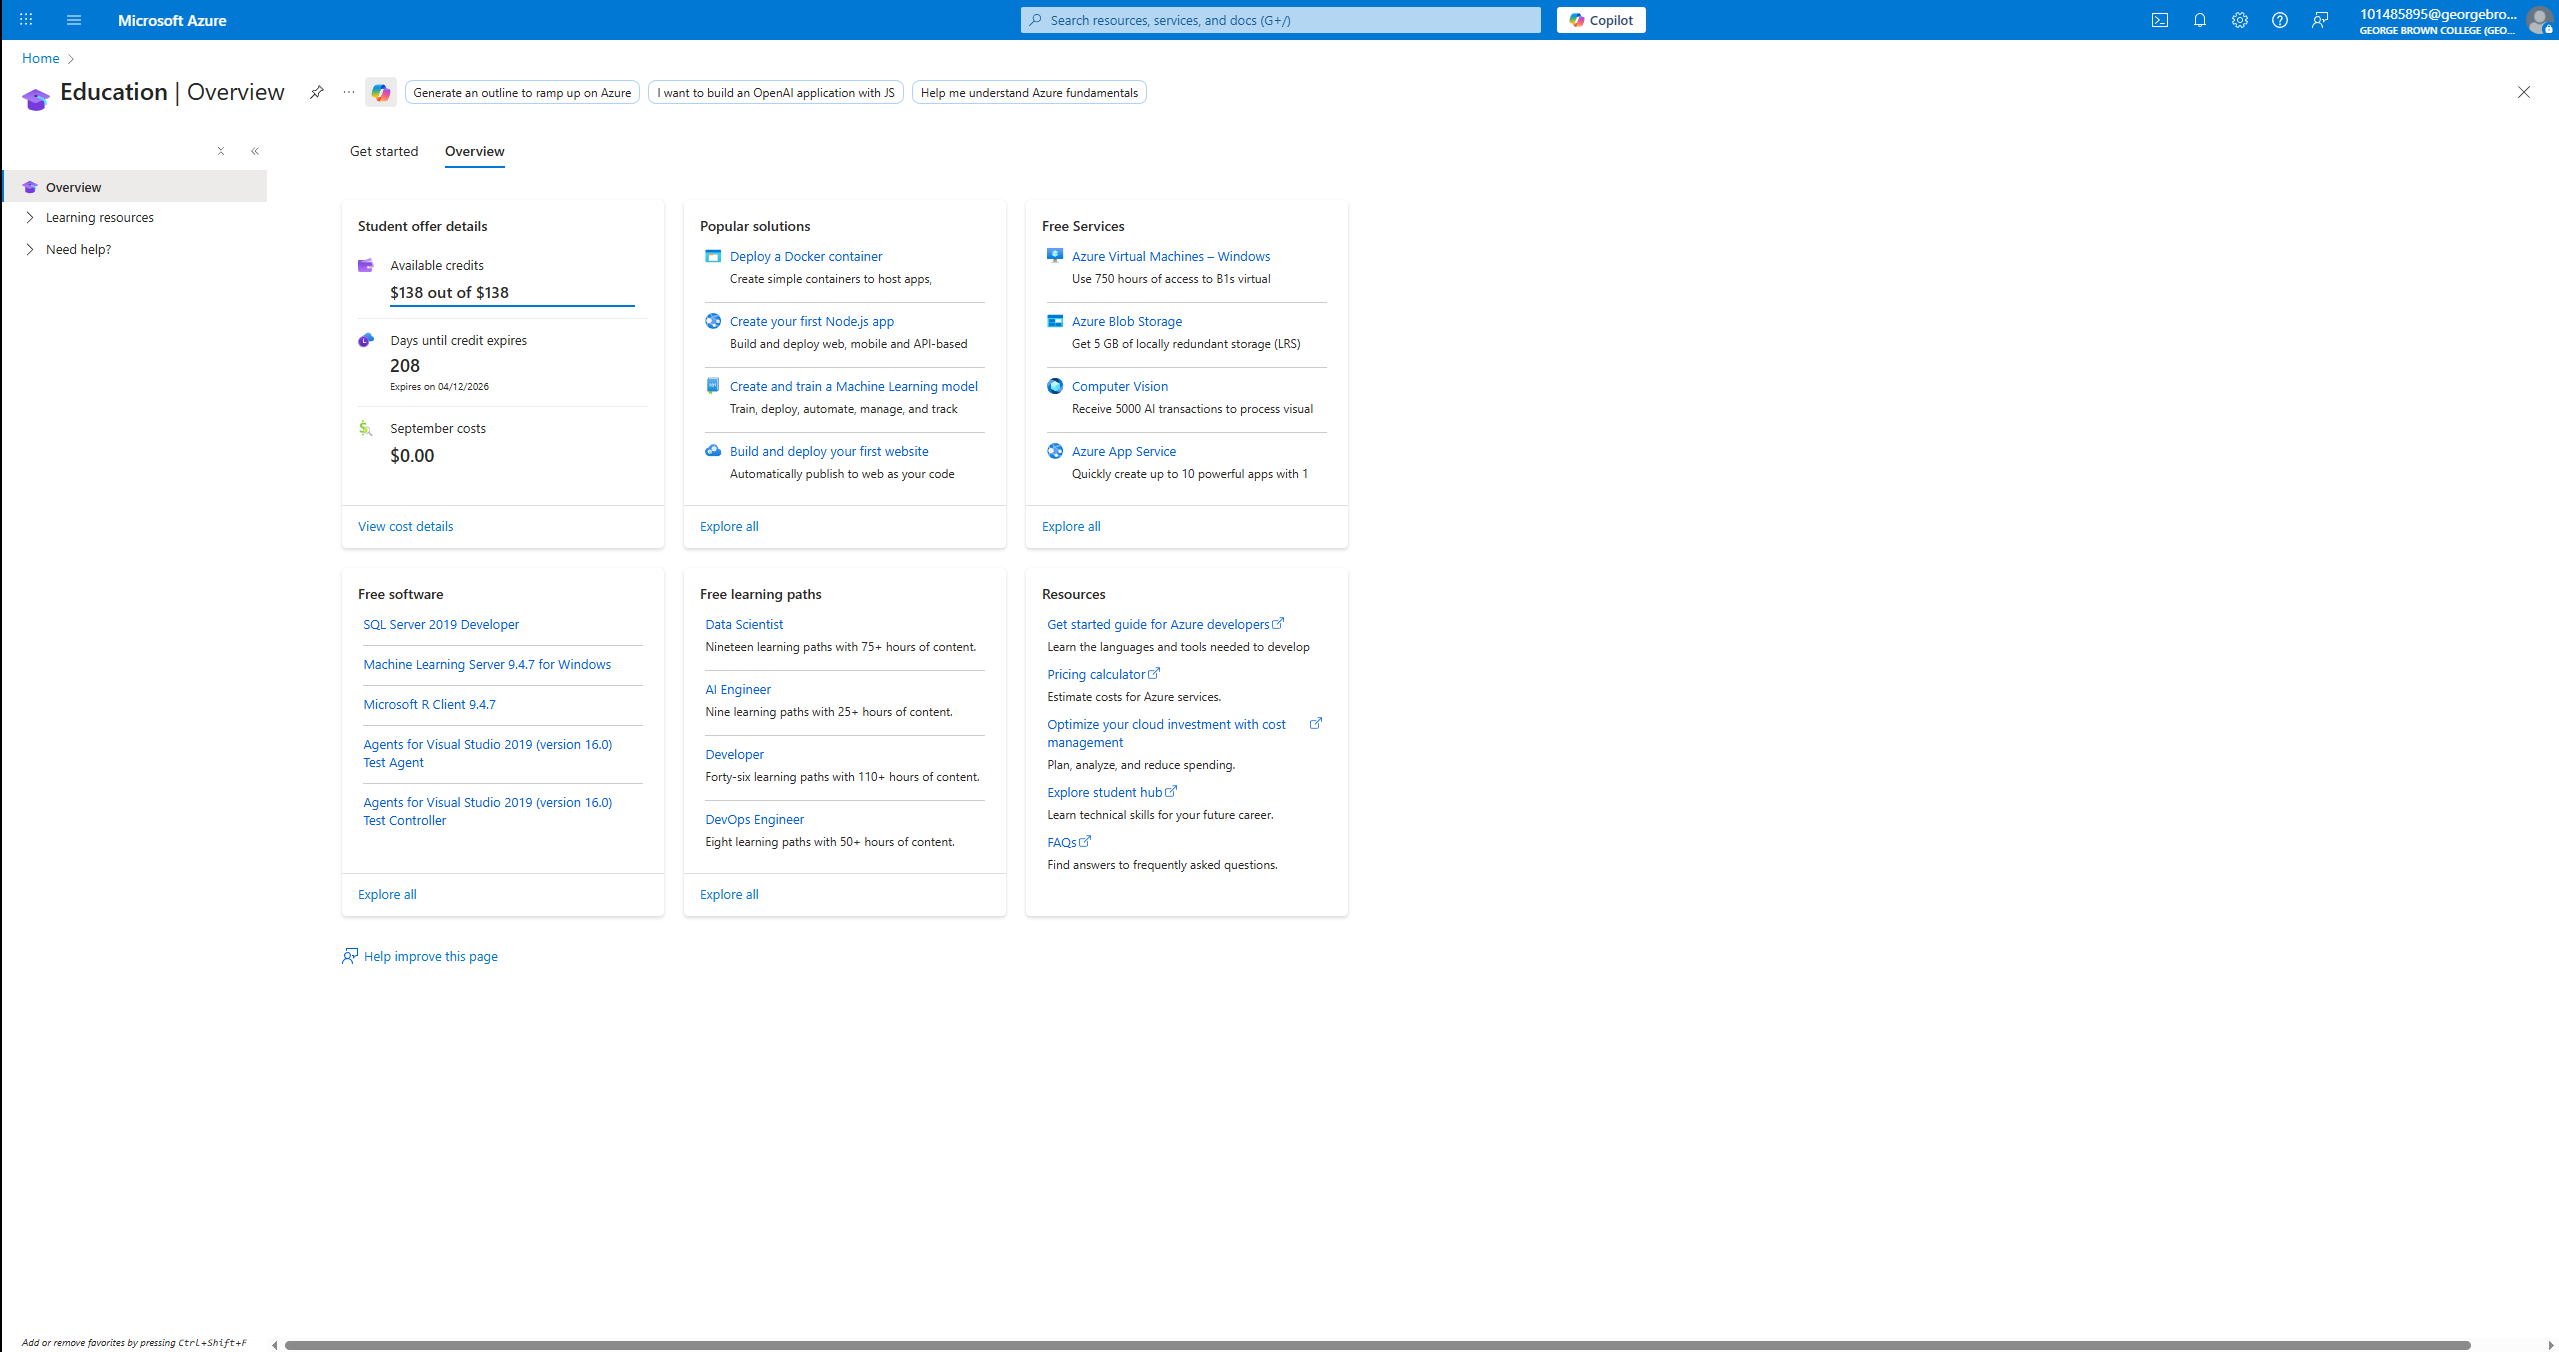 Microsoft Azure
Search resources, services, and docs (G+/)
Copilot
101485895@georgebro...
GEORGE BROWN COLLEGE (GEO...
Home
Education | Overview
Generate an outline to ramp up on Azure
I want to build an OpenAI application with JS
Help me understand Azure fundamentals
Overview
Learning resources
Need help?
Get started
Overview
Student offer details
Available credits
$138 out of $138
Days until credit expires
208
Expires on 04/12/2026
September costs
$0.00
View cost details
Popular solutions
Deploy a Docker container
Create simple containers to host apps,
Create your first Node.js app
Build and deploy web, mobile and API-based
Create and train a Machine Learning model
Train, deploy, automate, manage, and track
Build and deploy your first website
Automatically publish to web as your code
Explore all
Free Services
Azure Virtual Machines – Windows
Use 750 hours of access to B1s virtual
Azure Blob Storage
Get 5 GB of locally redundant storage (LRS)
Computer Vision
Receive 5000 AI transactions to process visual
Azure App Service
Quickly create up to 10 powerful apps with 1
Explore all
Free software
SQL Server 2019 Developer
Machine Learning Server 9.4.7 for Windows
Microsoft R Client 9.4.7
Agents for Visual Studio 2019 (version 16.0)
Test Agent
Agents for Visual Studio 2019 (version 16.0)
Test Controller
Explore all
Free learning paths
Data Scientist
Nineteen learning paths with 75+ hours of content.
AI Engineer
Nine learning paths with 25+ hours of content.
Developer
Forty-six learning paths with 110+ hours of content.
DevOps Engineer
Eight learning paths with 50+ hours of content.
Explore all
Resources
Get started guide for Azure developers
Learn the languages and tools needed to develop
Pricing calculator
Estimate costs for Azure services.
Optimize your cloud investment with cost
management
Plan, analyze, and reduce spending.
Explore student hub
Learn technical skills for your future career.
FAQs
Find answers to frequently asked questions.
Help improve this page
Add or remove favorites by pressing Ctrl+Shift+F